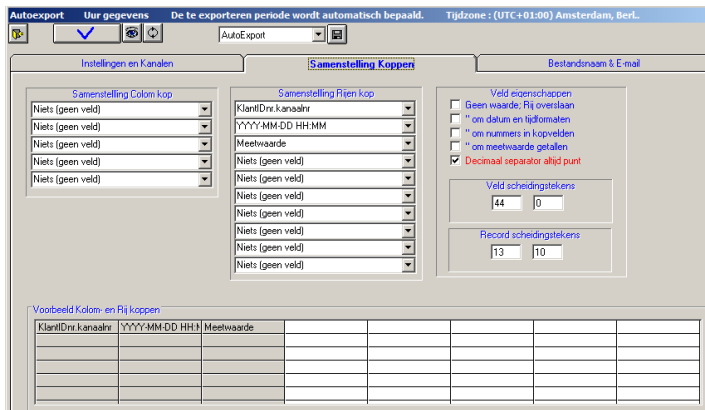 Autoexport Uur gegevens De te exporteren periode wordt automatisch bepaald. Tijdzone : (UTC+01:00) Amsterdam, Berl..
AutoExport
Instellingen en Kanalen
Samenstelling Koppen
Bestandsnaam & E-mail
Samenstelling Colom kop
Niets (geen veld)
Niets (geen veld)
Niets (geen veld)
Niets (geen veld)
Niets (geen veld)
Samenstelling Rijen kop
KlantIDnr.kanaalnr
YYYY-MM-DD HH:MM
Meetwaarde
Niets (geen veld)
Niets (geen veld)
Niets (geen veld)
Niets (geen veld)
Niets (geen veld)
Niets (geen veld)
Niets (geen veld)
Veld eigenschappen
Geen waarde; Rij overslaan
" om datum en tijdformaten
" om nummers in kopvelden
" om meetwaarde getallen
Decimaal separator altijd punt
Veld scheidingstekens
44 0
Record scheidingstekens
13 10
Voorbeeld Kolom- en Rij koppen
KlantIDnr.kanaalnr YYYY-MM-DD HH:M Meetwaarde